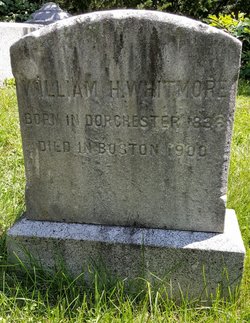 WILLIAM H. WHITMORE
BORN IN DORCHESTER 1836
DIED IN BOSTON 1900